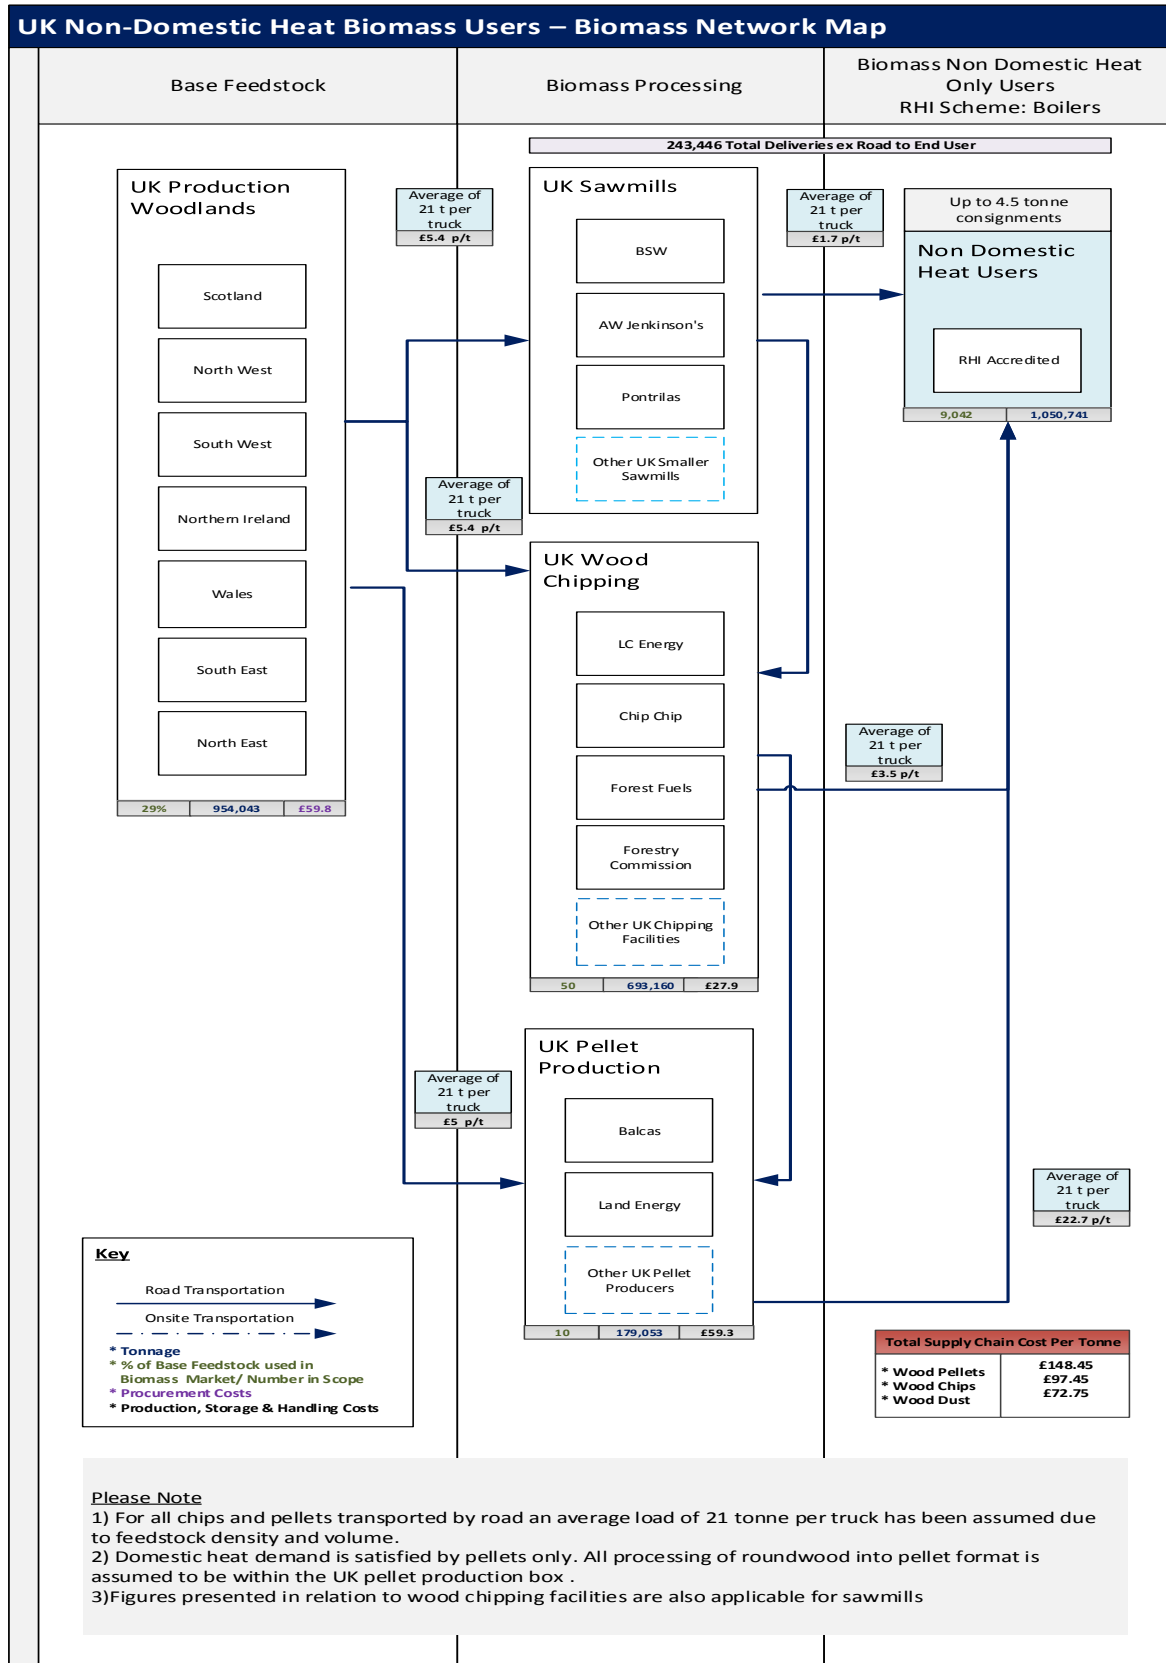 UK Non-Domestic Heat Biomass Users – Biomass Network Map
Base Feedstock
Biomass Processing
Biomass Non Domestic Heat
Only Users
RHI Scheme: Boilers
243,446 Total Deliveries ex Road to End User
UK Production
Woodlands
Scotland
North West
South West
Northern Ireland
Wales
South East
North East
29%
954,043
£59.8
Average of
21 t per
truck
£5.4 p/t
Average of
21 t per
truck
£5.4 p/t
Average of
21 t per
truck
£5 p/t
UK Sawmills
BSW
AW Jenkinson's
Pontrilas
Other UK Smaller
Sawmills
UK Wood
Chipping
LC Energy
Chip Chip
Forest Fuels
Forestry
Commission
Other UK Chipping
Facilities
50
693,160
£27.9
UK Pellet
Production
Balcas
Land Energy
Other UK Pellet
Producers
10
179,053
£59.3
Average of
21 t per
truck
£1.7 p/t
Up to 4.5 tonne
consignments
Non Domestic
Heat Users
RHI Accredited
9,042
1,050,741
Average of
21 t per
truck
£3.5 p/t
Average of
21 t per
truck
£22.7 p/t
Key
Road Transportation
Onsite Transportation
* Tonnage
* % of Base Feedstock used in
Biomass Market/ Number in Scope
* Procurement Costs
* Production, Storage & Handling Costs
Total Supply Chain Cost Per Tonne
* Wood Pellets £148.45
* Wood Chips £97.45
* Wood Dust £72.75
Please Note
1) For all chips and pellets transported by road an average load of 21 tonne per truck has been assumed due
to feedstock density and volume.
2) Domestic heat demand is satisfied by pellets only. All processing of roundwood into pellet format is
assumed to be within the UK pellet production box .
3)Figures presented in relation to wood chipping facilities are also applicable for sawmills